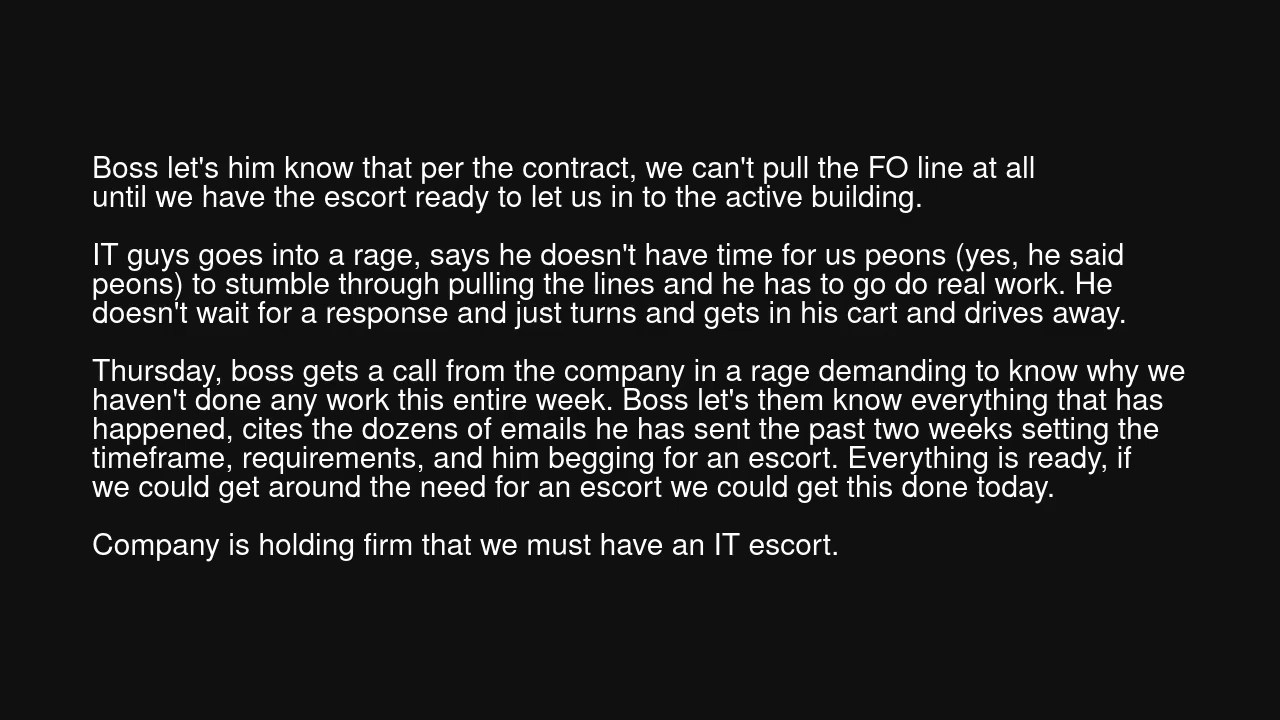 Boss let's him know that per the contract, we can't pull the FO line at all
until we have the escort ready to let us in to the active building.
IT guys goes into a rage, says he doesn't have time for us peons (yes, he said
peons) to stumble through pulling the lines and he has to go do real work. He
doesn't wait for a response and just turns and gets in his cart and drives away.
Thursday, boss gets a call from the company in a rage demanding to know why we
haven't done any work this entire week. Boss let's them know everything that has
happened, cites the dozens of emails he has sent the past two weeks setting the
timeframe, requirements, and him begging for an escort. Everything is ready, if
we could get around the need for an escort we could get this done today.
Company is holding firm that we must have an IT escort.